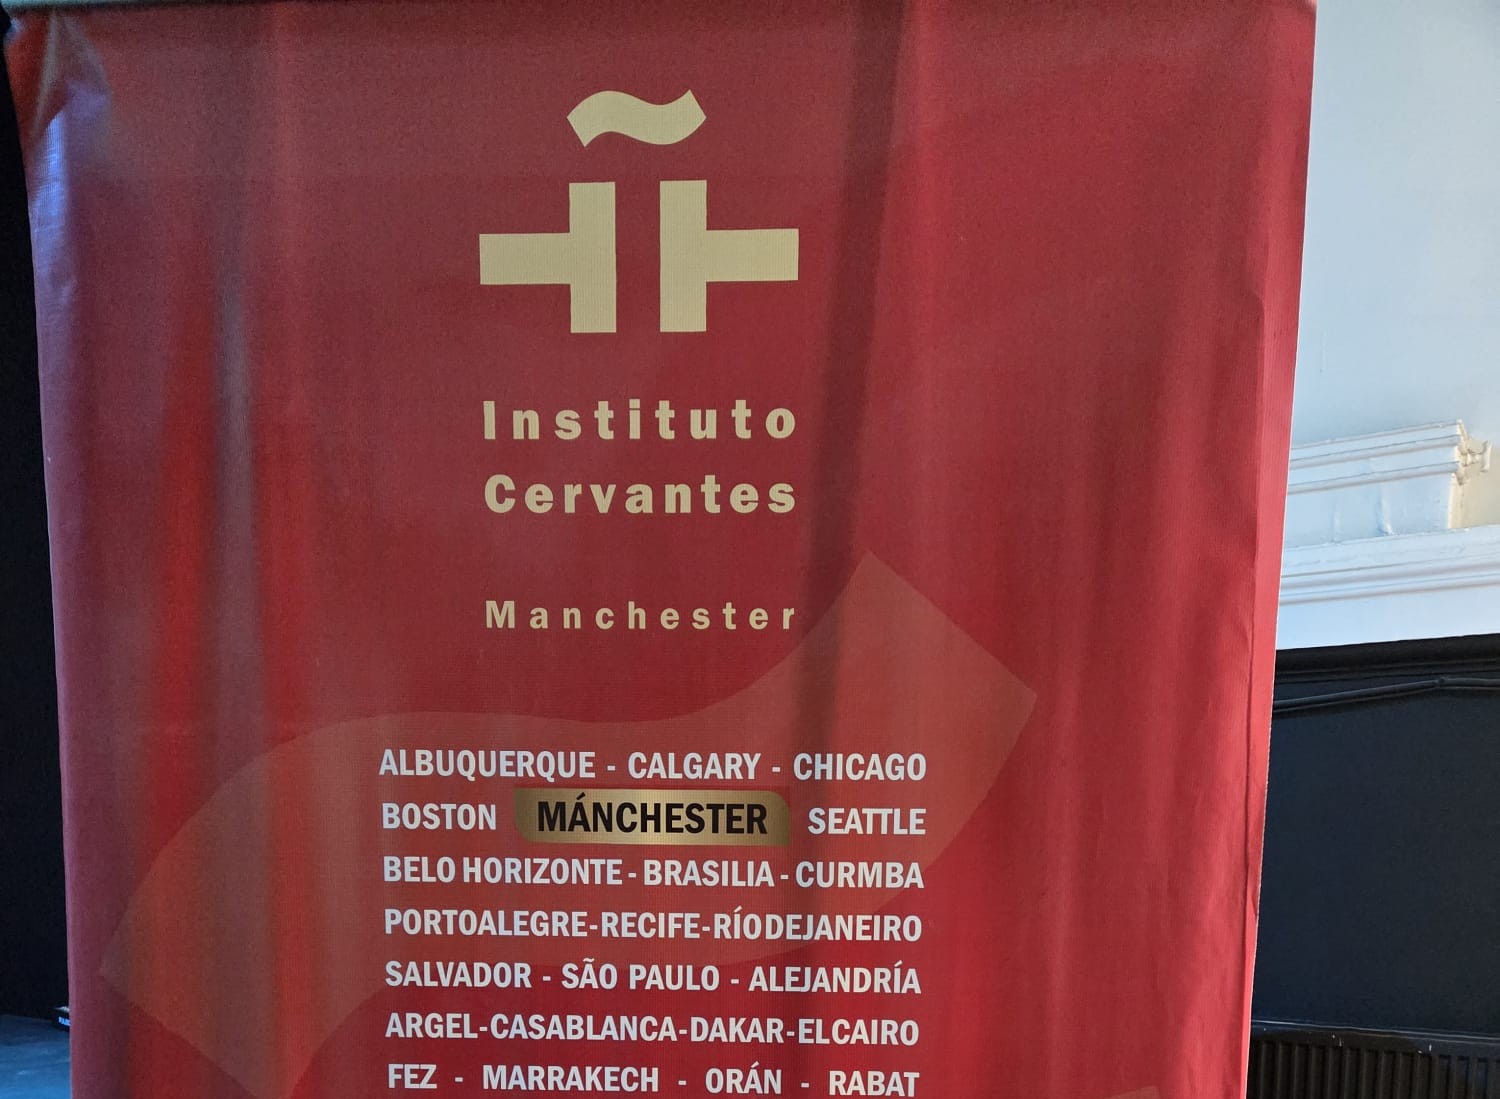 Instituto
Cervantes
Manchester
ALBUQUERQUE - CALGARY - CHICAGO
BOSTON MÁNCHESTER SEATTLE
BELO HORIZONTE - BRASILIA - CURMBA
PORTOALEGRE-RECIFE-RÍODEJANEIRO
SALVADOR - SÃO PAULO - ALEJANDRÍA
ARGEL-CASABLANCA-DAKAR-ELCAIRO
FEZ - MARRAKECH - ORÁN - RABAT